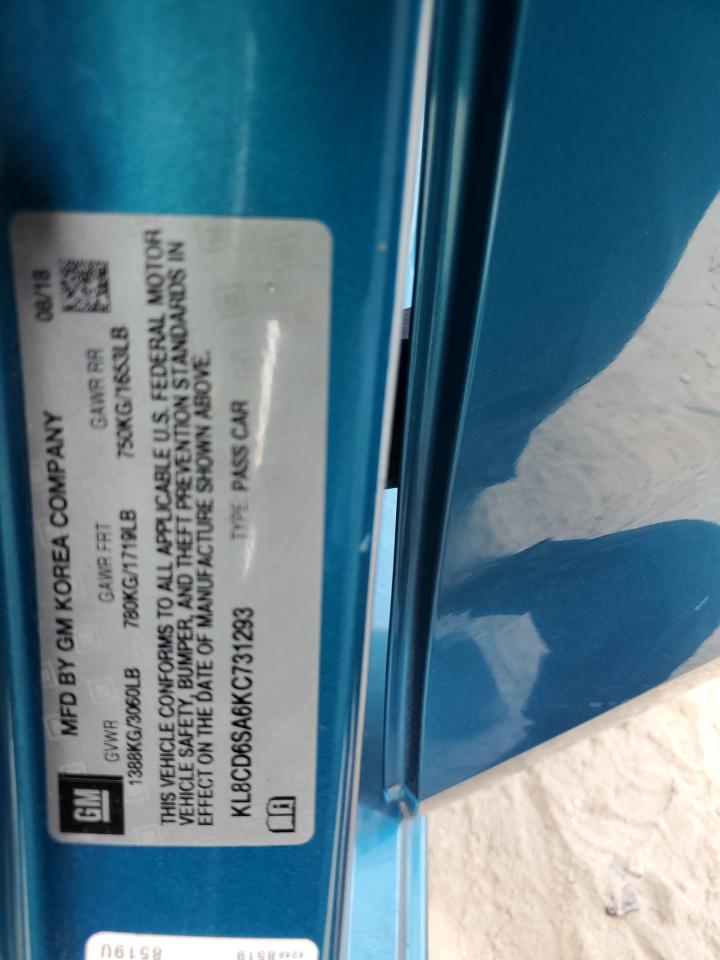 GM
MFD BY GM KOREA COMPANY 08/18
GVWR GAWR FRT GAWR RR
1388KG/3060LB 780KG/1719LB 750KG/1653LB
THIS VEHICLE CONFORMS TO ALL APPLICABLE U.S. FEDERAL MOTOR
VEHICLE SAFETY, BUMPER, AND THEFT PREVENTION STANDARDS IN
EFFECT ON THE DATE OF MANUFACTURE SHOWN ABOVE.
KL8CD6SA6KC731293 TYPE: PASS CAR
42488519
8519U